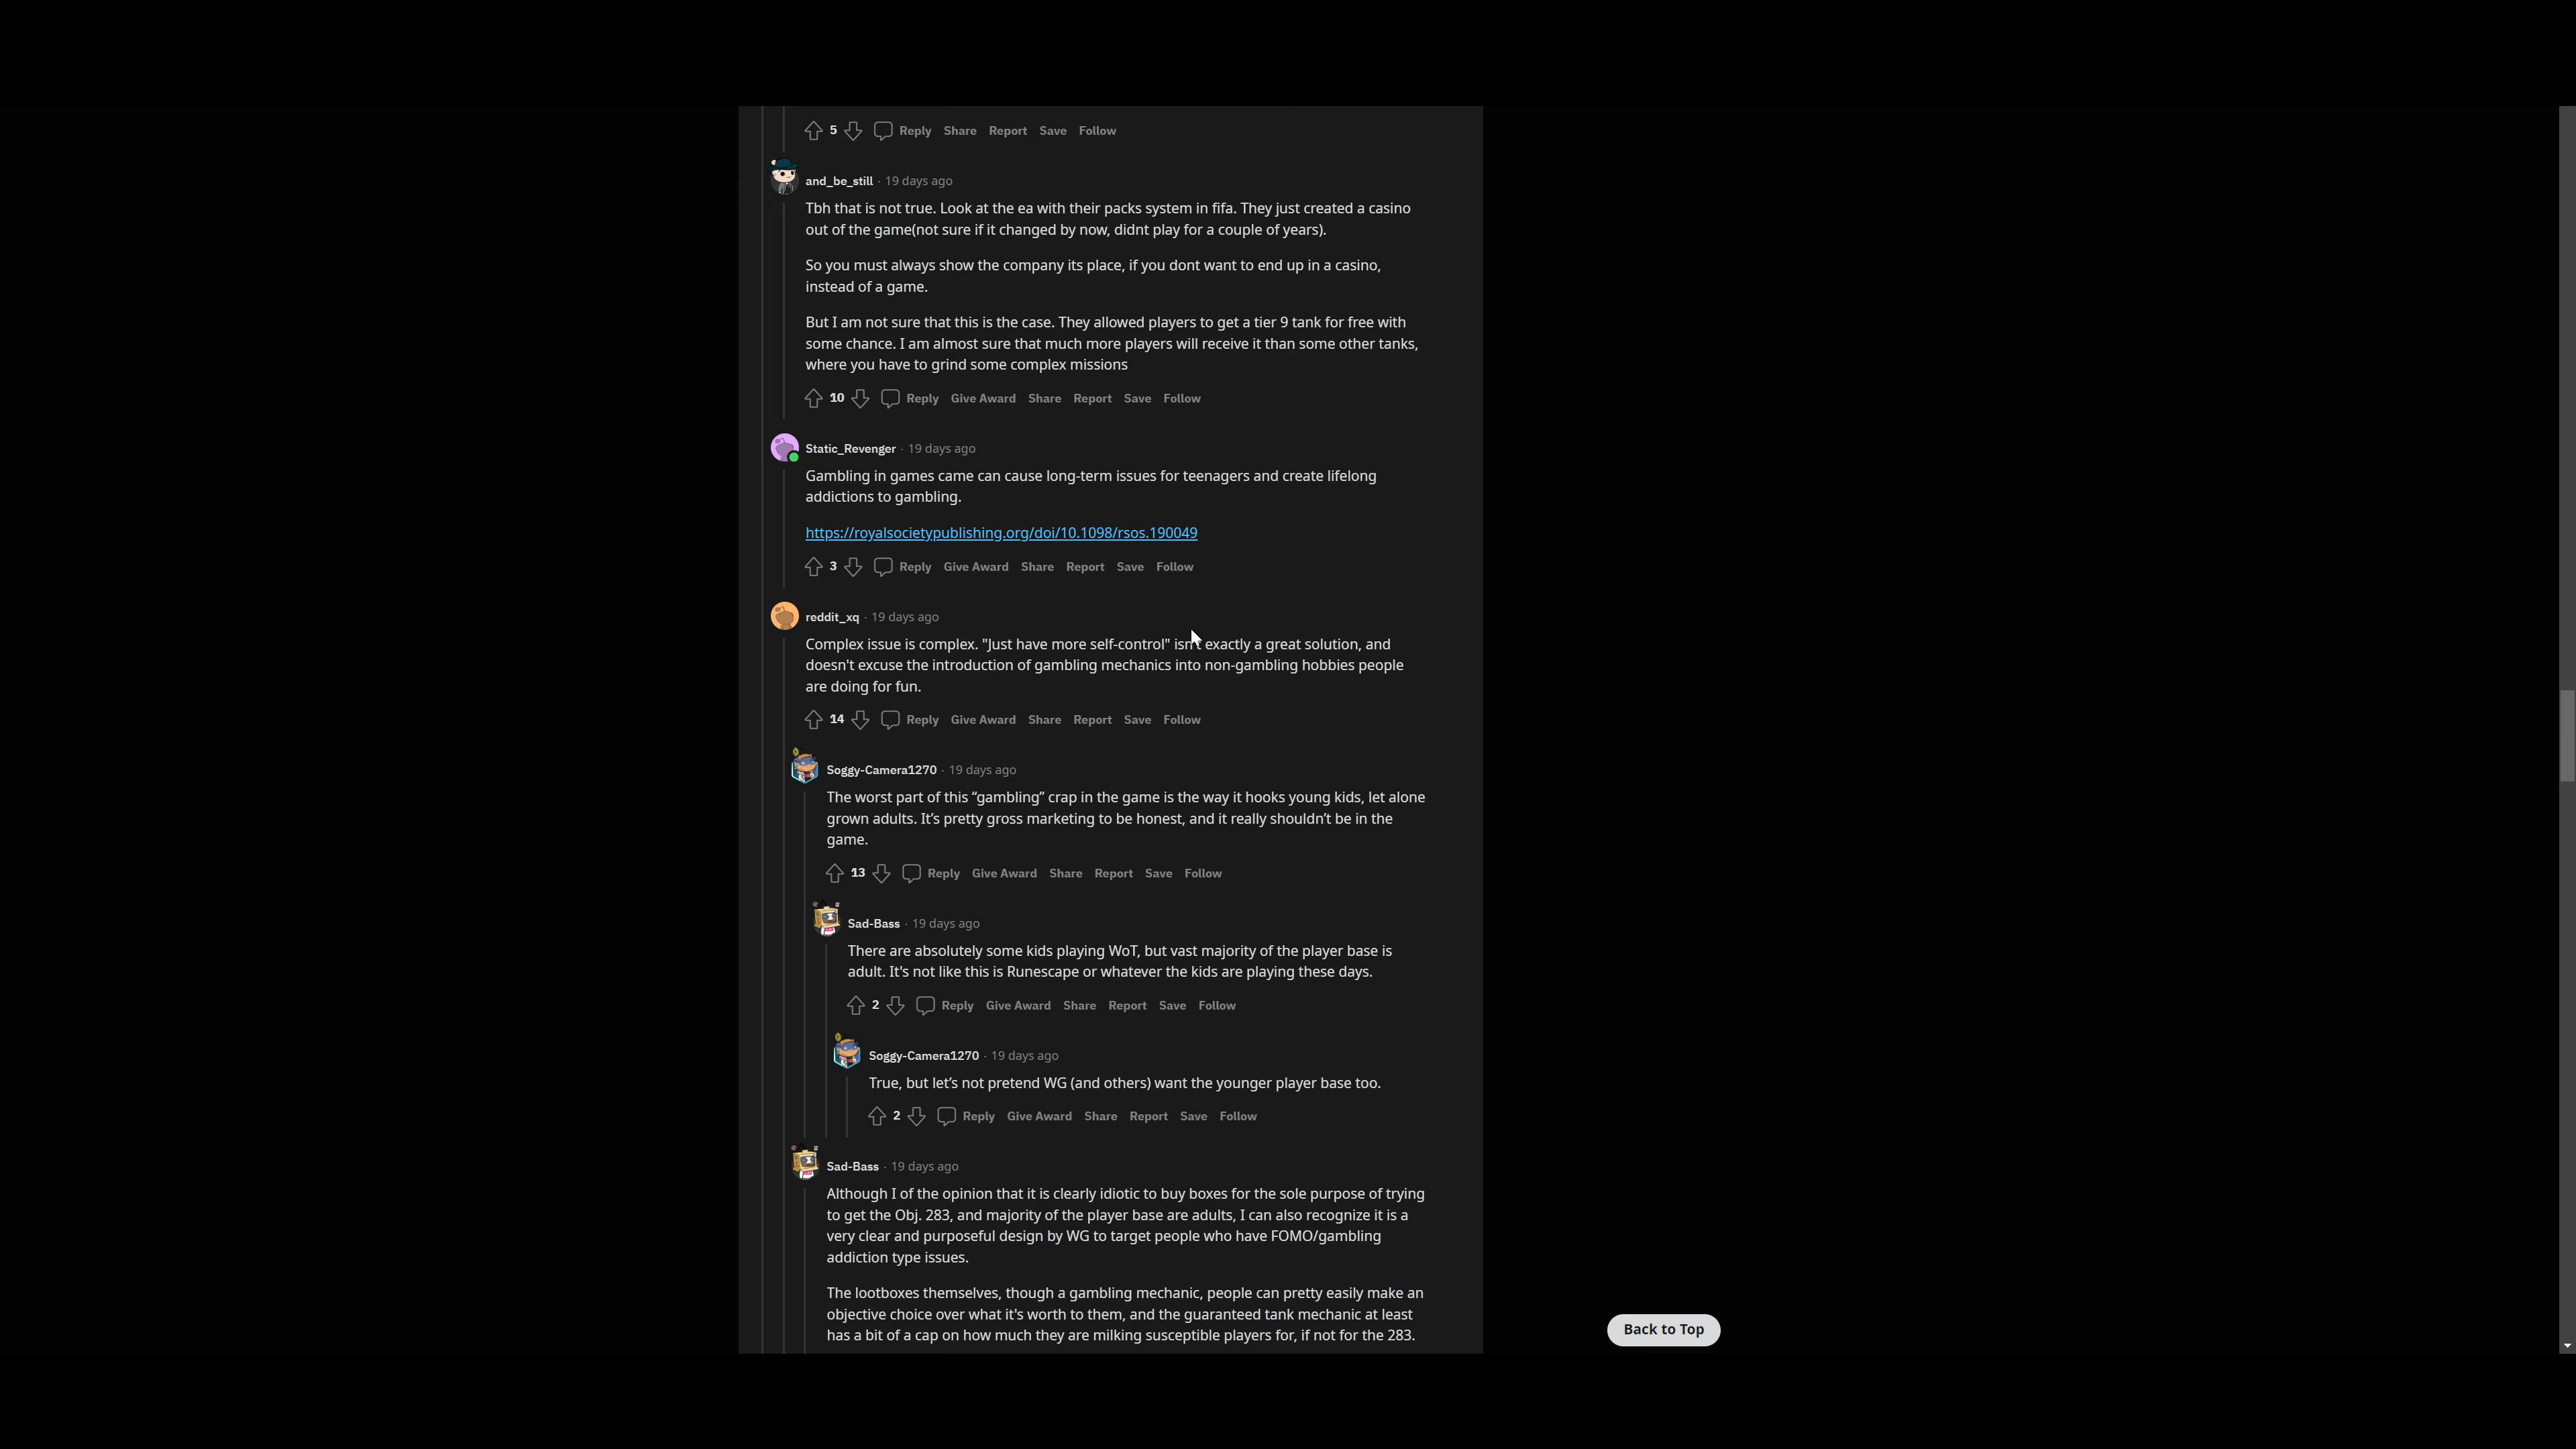 5 Reply Share Report Save Follow
and_be_still · 19 days ago
Tbh that is not true. Look at the ea with their packs system in fifa. They just created a casino
out of the game(not sure if it changed by now, didnt play for a couple of years).
So you must always show the company its place, if you dont want to end up in a casino,
instead of a game.
But I am not sure that this is the case. They allowed players to get a tier 9 tank for free with
some chance. I am almost sure that much more players will receive it than some other tanks,
where you have to grind some complex missions
10 Reply Give Award Share Report Save Follow
Static_Revenger · 19 days ago
Gambling in games came can cause long-term issues for teenagers and create lifelong
addictions to gambling.
https://royalsocietypublishing.org/doi/10.1098/rsos.190049
3 Reply Give Award Share Report Save Follow
reddit_xq · 19 days ago
Complex issue is complex. "Just have more self-control" isn't exactly a great solution, and
doesn't excuse the introduction of gambling mechanics into non-gambling hobbies people
are doing for fun.
14 Reply Give Award Share Report Save Follow
Soggy-Camera1270 · 19 days ago
The worst part of this “gambling” crap in the game is the way it hooks young kids, let alone
grown adults. It’s pretty gross marketing to be honest, and it really shouldn’t be in the
game.
13 Reply Give Award Share Report Save Follow
Sad-Bass · 19 days ago
There are absolutely some kids playing WoT, but vast majority of the player base is
adult. It's not like this is Runescape or whatever the kids are playing these days.
2 Reply Give Award Share Report Save Follow
Soggy-Camera1270 · 19 days ago
True, but let’s not pretend WG (and others) want the younger player base too.
2 Reply Give Award Share Report Save Follow
Sad-Bass · 19 days ago
Although I of the opinion that it is clearly idiotic to buy boxes for the sole purpose of trying
to get the Obj. 283, and majority of the player base are adults, I can also recognize it is a
very clear and purposeful design by WG to target people who have FOMO/gambling
addiction type issues.
The lootboxes themselves, though a gambling mechanic, people can pretty easily make an
objective choice over what it's worth to them, and the guaranteed tank mechanic at least
has a bit of a cap on how much they are milking susceptible players for, if not for the 283.
Back to Top